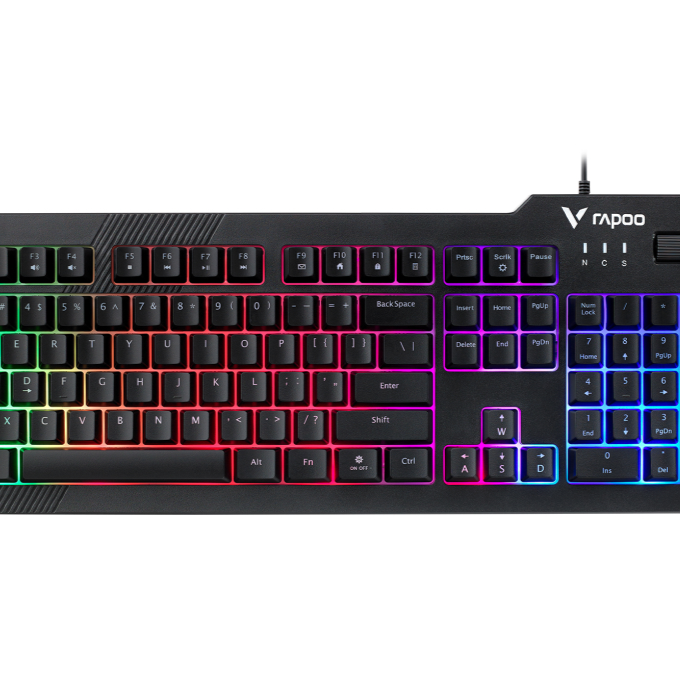 RAPOO
N C S
F3 F4 F5 F6 F7 F8 F9 F10 F11 F12 Prtsc Scrlk Pause
# 4 $ 5 % 6 ^ 7 & 8 * 9 ( 0 ) - _ = + BackSpace Insert Home PgUp Num Lock / *
E R T Y U I O P [ { ] } \ | Delete End PgDn 7 Home 8 ↑ 9 PgUp
D → F _ G H J _ K L ; : ' " Enter 4 ← 5 _ 6 →
X C V B N M , < . > / ? Shift ↑ W 1 End 2 ↓ 3 PgDn
Alt Fn ON OFF Ctrl ← A ↓ S → D 0 Ins . Del